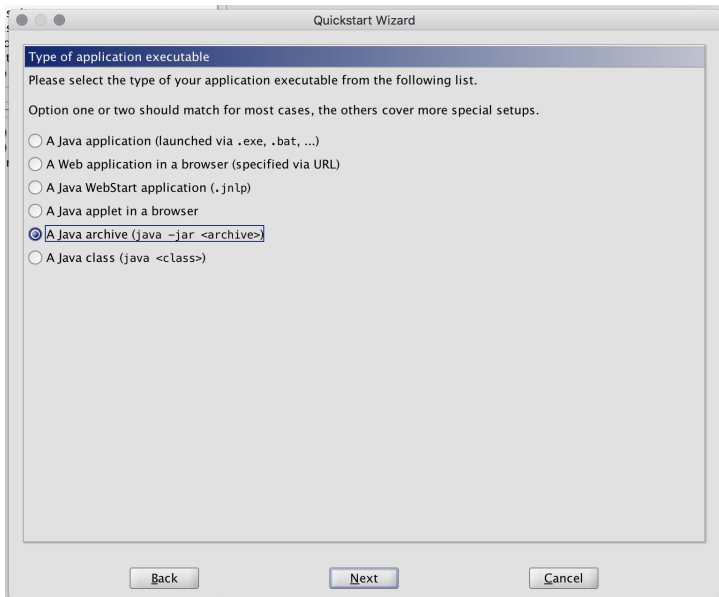 Quickstart Wizard
Type of application executable
Please select the type of your application executable from the following list.
Option one or two should match for most cases, the others cover more special setups.
A Java application (launched via .exe, .bat, ...)
A Web application in a browser (specified via URL)
A Java WebStart application (.jnlp)
A Java applet in a browser
A Java archive (java -jar <archive>)
A Java class (java <class>)
Back Next Cancel